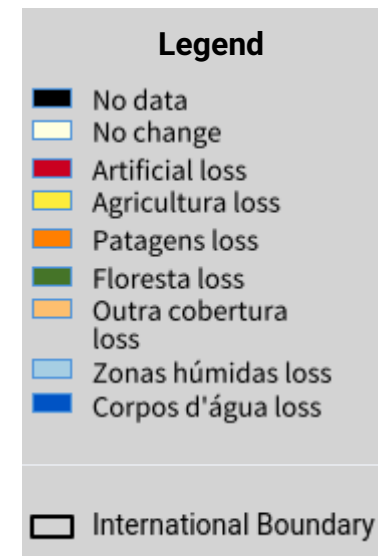 Legend
No data
No change
Artificial loss
Agricultura loss
Patagens loss
Floresta loss
Outra cobertura
loss
Zonas húmidas loss
Corpos d'água loss
International Boundary